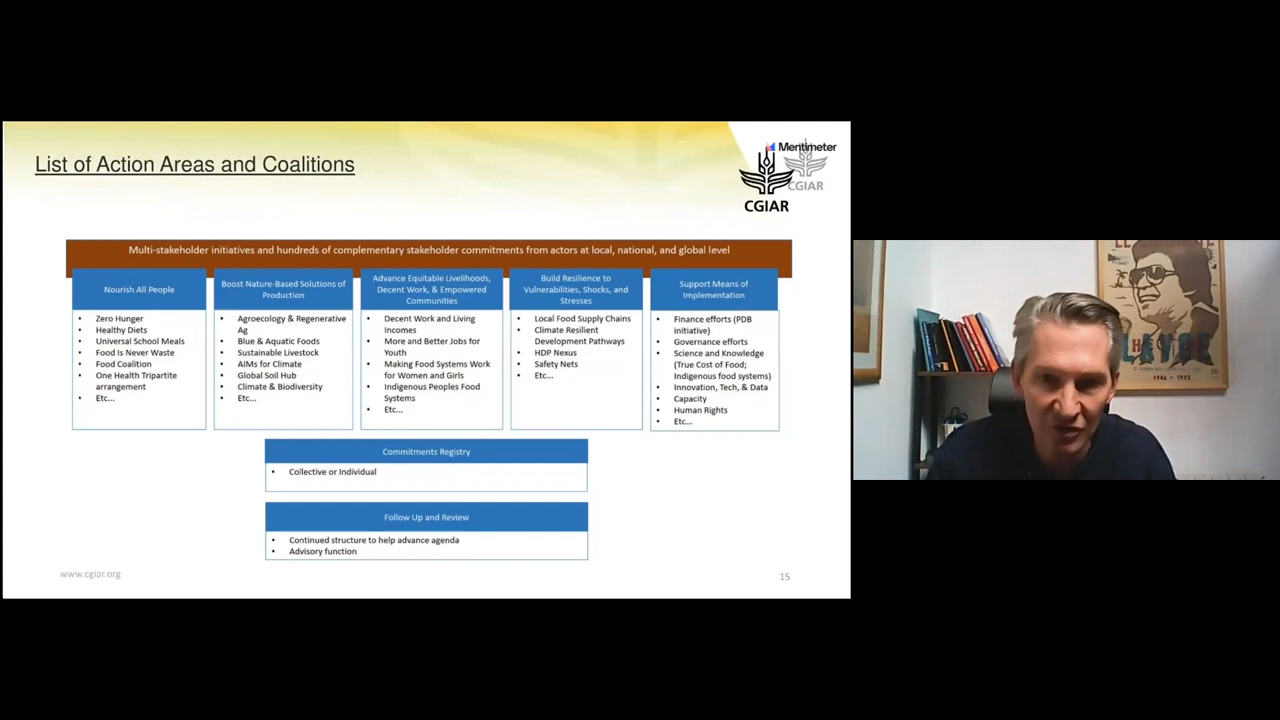 List of Action Areas and Coalitions
Mentimeter
CGIAR
CGIAR
Multi-stakeholder initiatives and hundreds of complementary stakeholder commitments from actors at local, national, and global level
Nourish All People
• Zero Hunger
• Healthy Diets
• Universal School Meals
• Food Is Never Waste
• Food Coalition
• One Health Tripartite
arrangement
• Etc...
Boost Nature-Based Solutions of
Production
• Agroecology & Regenerative
Ag
• Blue & Aquatic Foods
• Sustainable Livestock
• AIMs for Climate
• Global Soil Hub
• Climate & Biodiversity
• Etc...
Advance Equitable Livelihoods,
Decent Work, & Empowered
Communities
• Decent Work and Living
Incomes
• More and Better Jobs for
Youth
• Making Food Systems Work
for Women and Girls
• Indigenous Peoples Food
Systems
• Etc...
Build Resilience to
Vulnerabilities, Shocks, and
Stresses
• Local Food Supply Chains
• Climate Resilient
Development Pathways
• HDP Nexus
• Safety Nets
• Etc...
Support Means of
Implementation
• Finance efforts (PDB
initiative)
• Governance efforts
• Science and Knowledge
(True Cost of Food;
Indigenous food systems)
• Innovation, Tech, & Data
• Capacity
• Human Rights
• Etc...
Commitments Registry
• Collective or Individual
Follow Up and Review
• Continued structure to help advance agenda
• Advisory function
www.cgiar.org
15